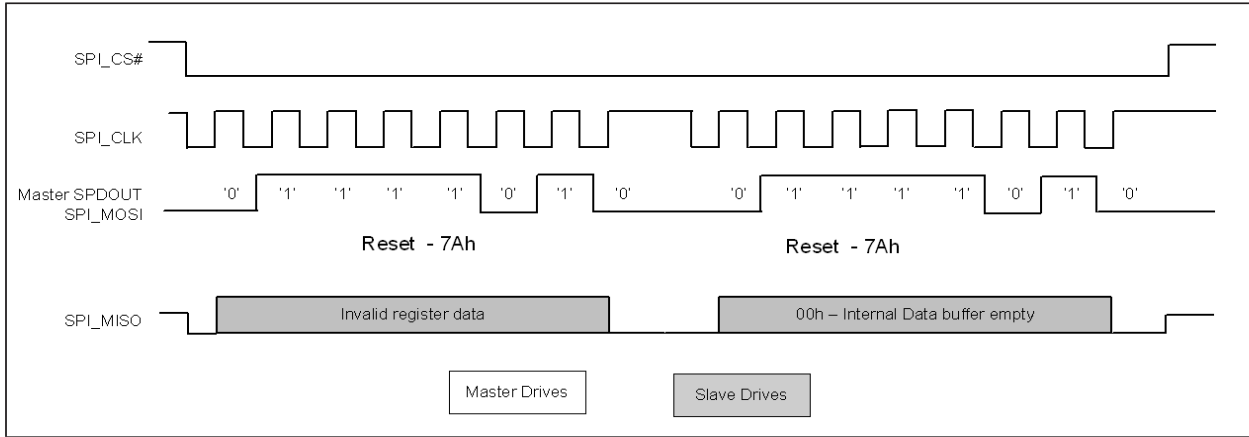 SPI_CS#
SPI_CLK
Master SPDOUT
SPI_MOSI
'0' '1' '1' '1' '1' '0' '1' '0' '0' '1' '1' '1' '1' '0' '1' '0'
Reset - 7Ah Reset - 7Ah
SPI_MISO
Invalid register data 00h – Internal Data buffer empty
Master Drives Slave Drives